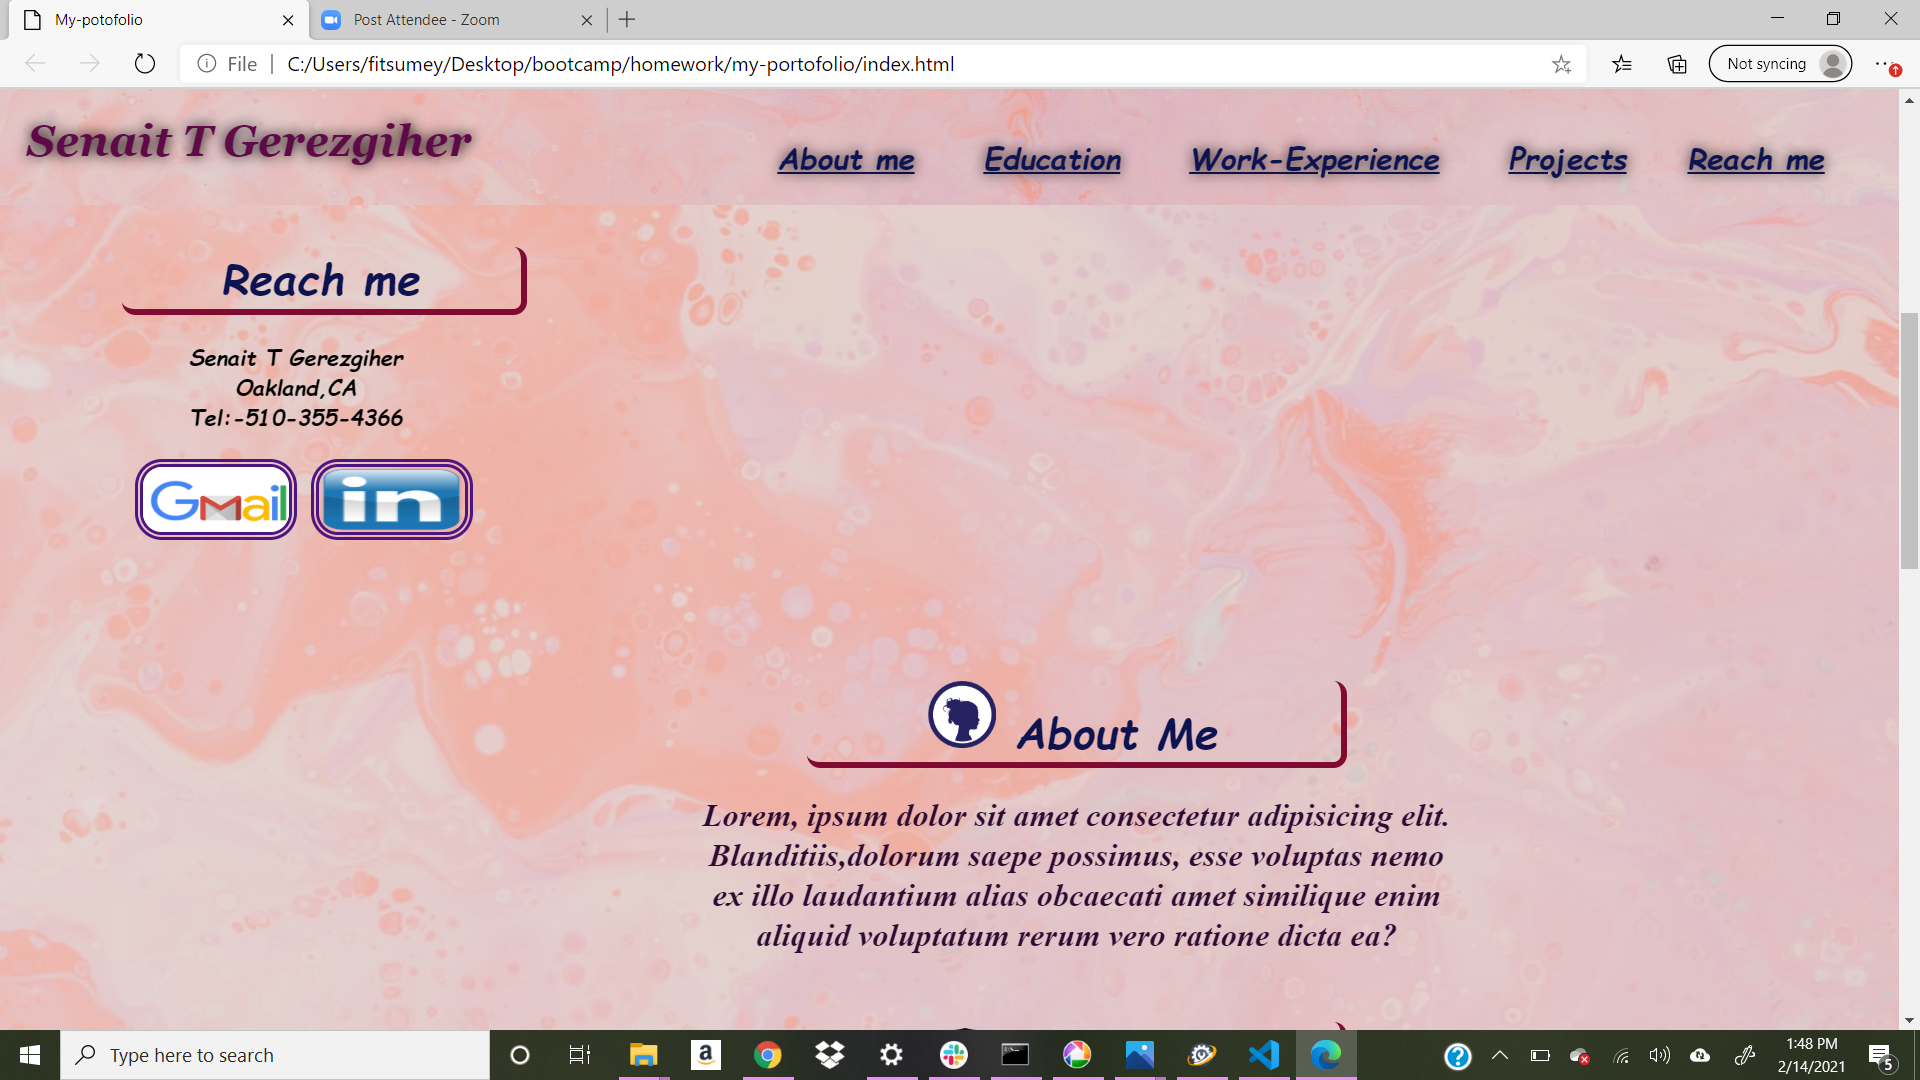 My-potofolio
Post Attendee - Zoom
File
C:/Users/fitsumey/Desktop/bootcamp/homework/my-portofolio/index.html
Not syncing
Senait T Gerezgiher
About me
Education
Work-Experience
Projects
Reach me
Reach me
Senait T Gerezgiher
Oakland,CA
Tel:-510-355-4366
Gmail
in
About Me
Lorem, ipsum dolor sit amet consectetur adipisicing elit.
Blanditiis,dolorum saepe possimus, esse voluptas nemo
ex illo laudantium alias obcaecati amet similique enim
aliquid voluptatum rerum vero ratione dicta ea?
Type here to search
a
1:48 PM
2/14/2021
5